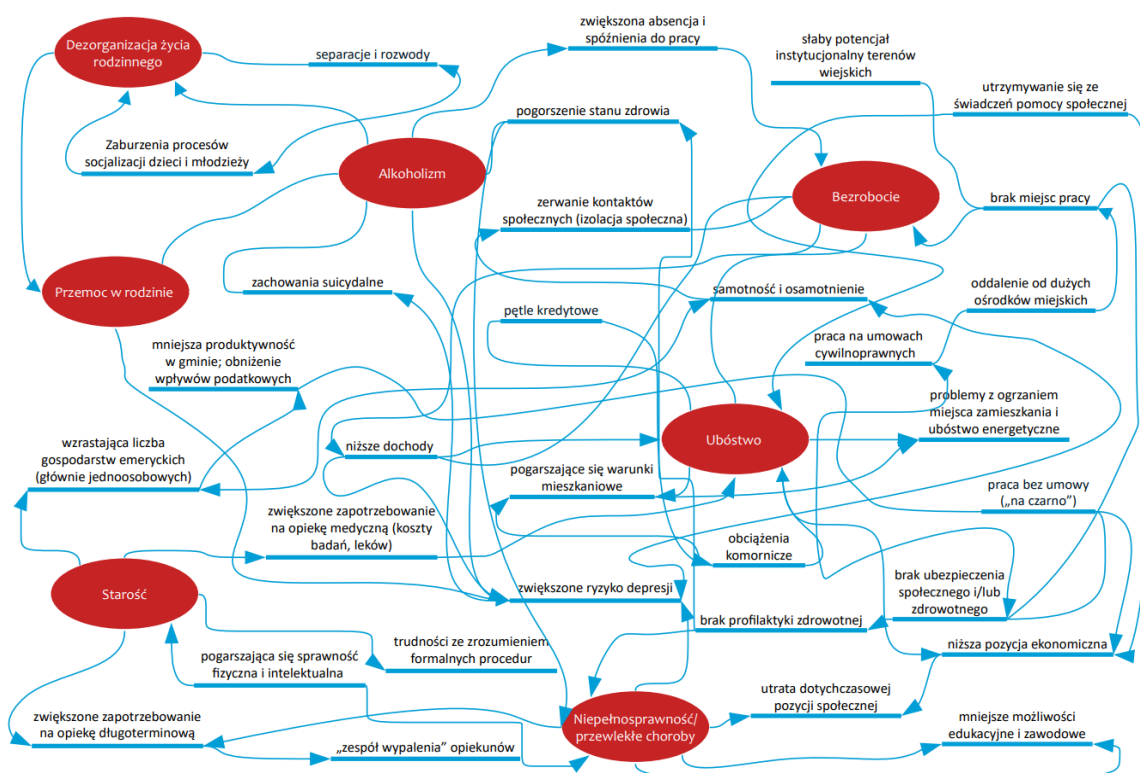 zwiększona absencja i
spóźnienia do pracy
słaby potencjał
instytucjonalny terenów
wiejskich
Dezorganizacja życia
rodzinnego
separacje i rozwody
utrzymywanie się ze
świadczeń pomocy społecznej
pogorszenie stanu zdrowia
Zaburzenia procesów
socjalizacji dzieci i młodzieży
Alkoholizm
Bezrobocie
brak miejsc pracy
zerwanie kontaktów
społecznych (izolacja społeczna)
Przemoc w rodzinie
zachowania suicydalne
samotność i osamotnienie
oddalenie od dużych
ośrodków miejskich
pętle kredytowe
mniejsza produktywność
w gminie; obniżenie
wpływów podatkowych
praca na umowach
cywilnoprawnych
problemy z ogrzaniem
miejsca zamieszkania i
ubóstwo energetyczne
wzrastająca liczba
gospodarstw emeryckich
(głównie jednoosobowych)
niższe dochody
Ubóstwo
pogarszające się warunki
mieszkaniowe
praca bez umowy
(„na czarno”)
zwiększone zapotrzebowanie
na opiekę medyczną (koszty
badań, leków)
obciążenia
komornicze
Starość
zwiększone ryzyko depresji
brak ubezpieczenia
społecznego i/lub
zdrowotnego
brak profilaktyki zdrowotnej
trudności ze zrozumieniem
formalnych procedur
niższa pozycja ekonomiczna
pogarszająca się sprawność
fizyczna i intelektualna
utrata dotychczasowej
pozycji społecznej
zwiększone zapotrzebowanie
na opiekę długoterminową
„zespół wypalenia” opiekunów
Niepełnosprawność/
przewlekłe choroby
mniejsze możliwości
edukacyjne i zawodowe